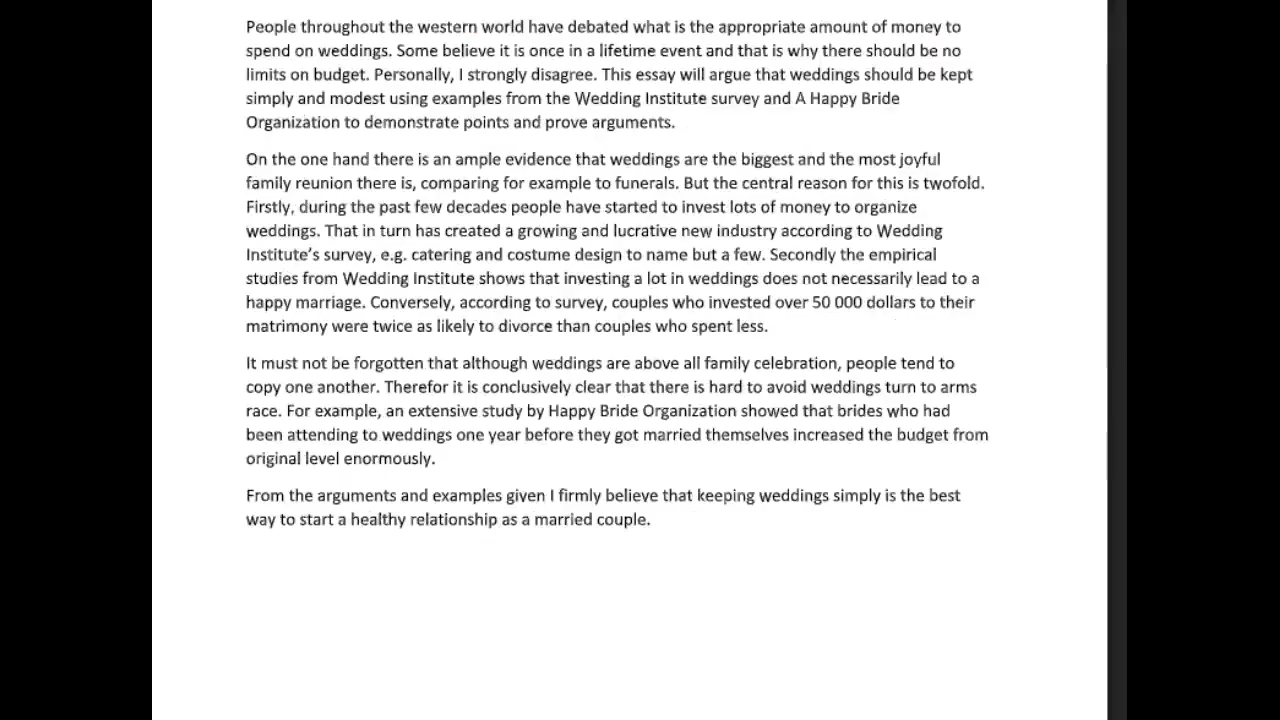 People throughout the western world have debated what is the appropriate amount of money to
spend on weddings. Some believe it is once in a lifetime event and that is why there should be no
limits on budget. Personally, I strongly disagree. This essay will argue that weddings should be kept
simply and modest using examples from the Wedding Institute survey and A Happy Bride
Organization to demonstrate points and prove arguments.
On the one hand there is an ample evidence that weddings are the biggest and the most joyful
family reunion there is, comparing for example to funerals. But the central reason for this is twofold.
Firstly, during the past few decades people have started to invest lots of money to organize
weddings. That in turn has created a growing and lucrative new industry according to Wedding
Institute's survey, e.g. catering and costume design to name but a few. Secondly the empirical
studies from Wedding Institute shows that investing a lot in weddings does not necessarily lead to a
happy marriage. Conversely, according to survey, couples who invested over 50 000 dollars to their
matrimony were twice as likely to divorce than couples who spent less.
It must not be forgotten that although weddings are above all family celebration, people tend to
copy one another. Therefor it is conclusively clear that there is hard to avoid weddings turn to arms
race. For example, an extensive study by Happy Bride Organization showed that brides who had
been attending to weddings one year before they got married themselves increased the budget from
original level enormously.
From the arguments and examples given I firmly believe that keeping weddings simply is the best
way to start a healthy relationship as a married couple.